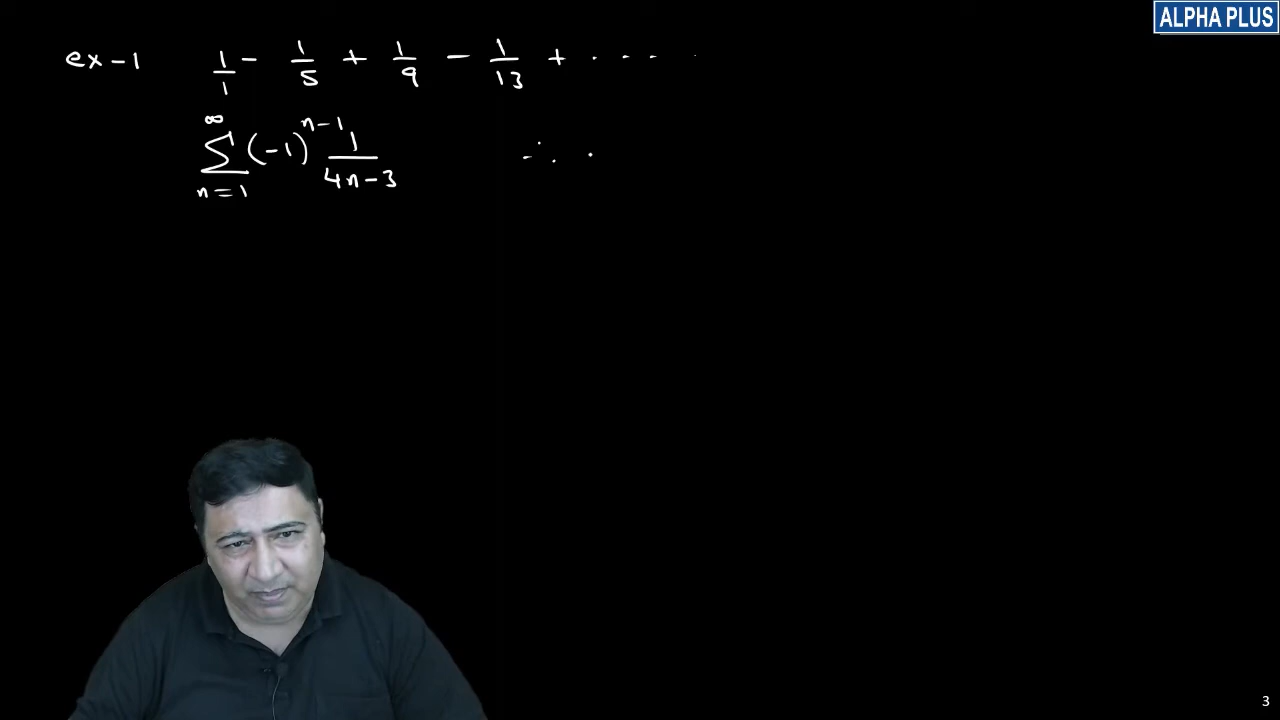 ALPHA PLUS
ex-1 1/1 - 1/5 + 1/9 - 1/13 + ......
∞∑n=1 (-1)^n-1 1/4n-3 ∴ .
3